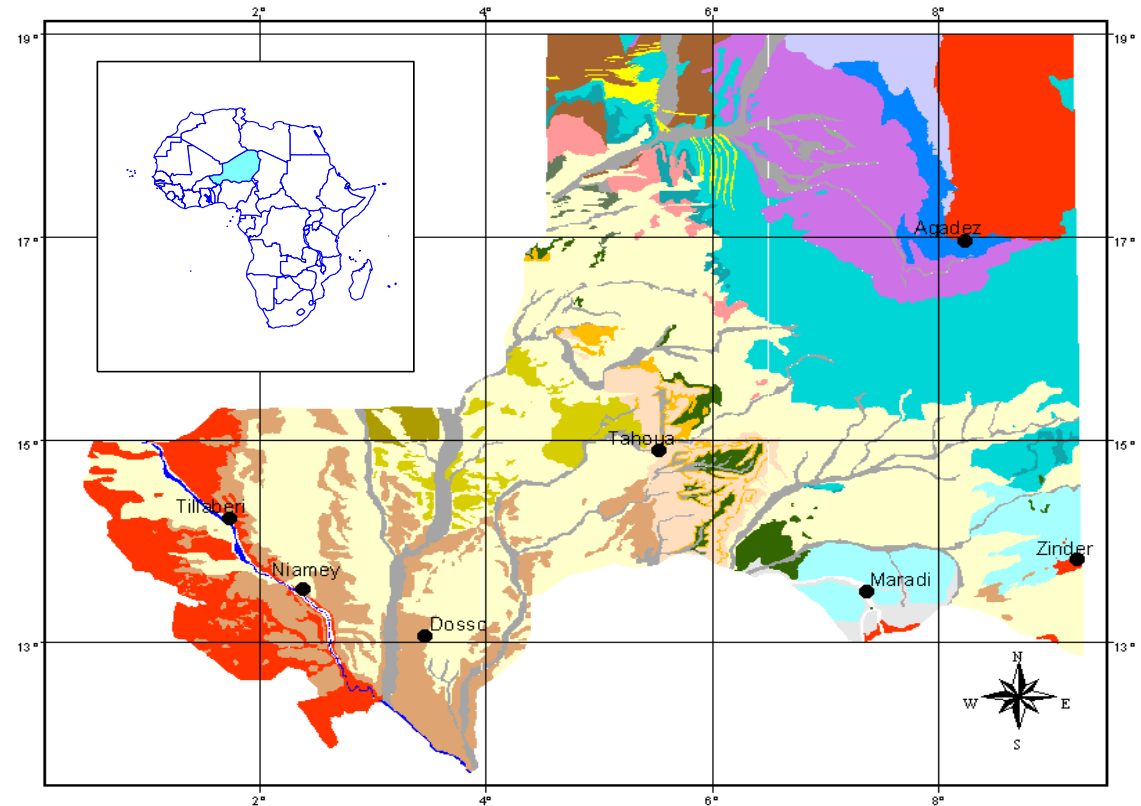 2° 4° 6° 8°
19° 19°
Agadez
17° 17°
15° Tahoua 15°
Tillaberi
Zinder
Niamey Maradi
Dosso
13° 13°
N
W E
S
2° 4° 6° 8°